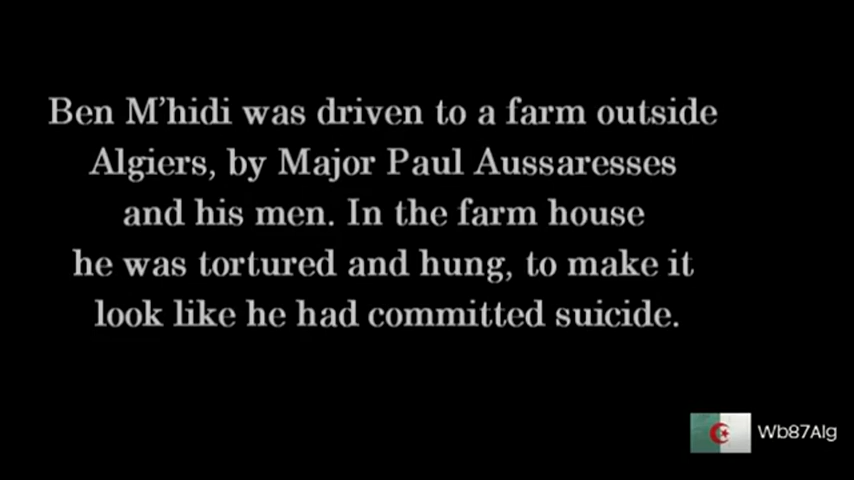 Ben M’hidi was driven to a farm outside
Algiers, by Major Paul Aussaresses
and his men. In the farm house
he was tortured and hung, to make it
look like he had committed suicide.
Wb87Alg